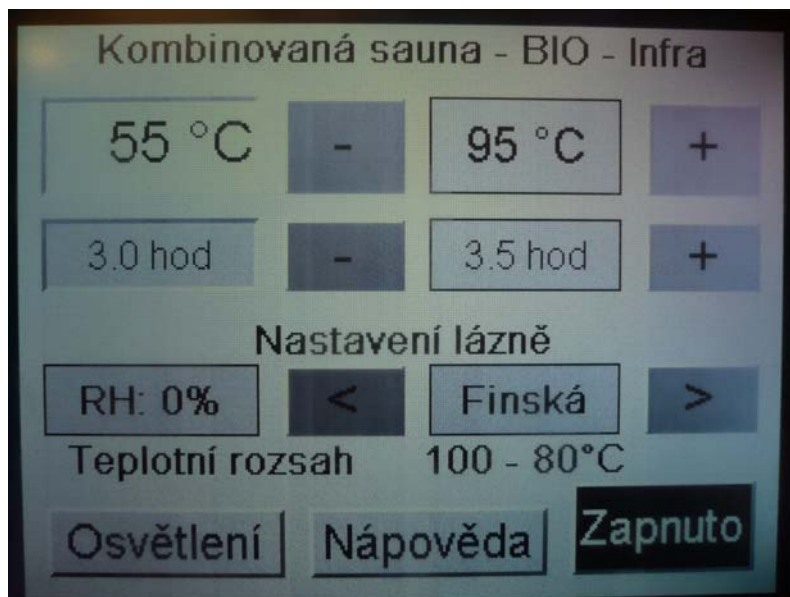 Kombinovaná sauna - BIO - Infra
55 °C - 95 °C +
3.0 hod - 3.5 hod +
Nastavení lázně
RH: 0% < Finská >
Teplotní rozsah 100 - 80°C
Osvětlení Nápověda Zapnuto